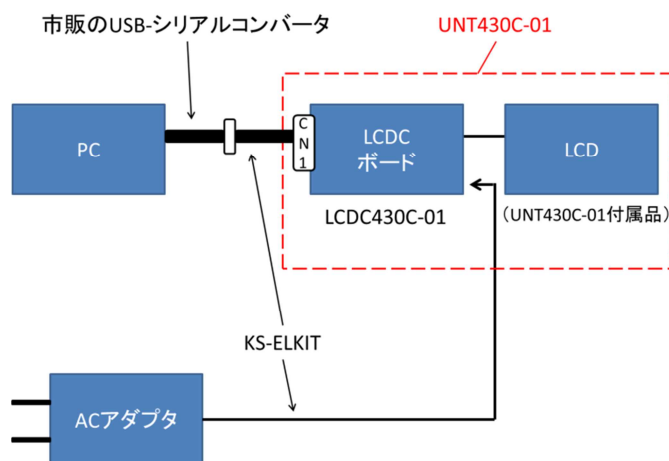 市販のUSB-シリアルコンバータ
UNT430C-01
PC
CN1
LCDC
ボード
LCD
LCDC430C-01
(UNT430C-01付属品)
KS-ELKIT
ACアダプタ